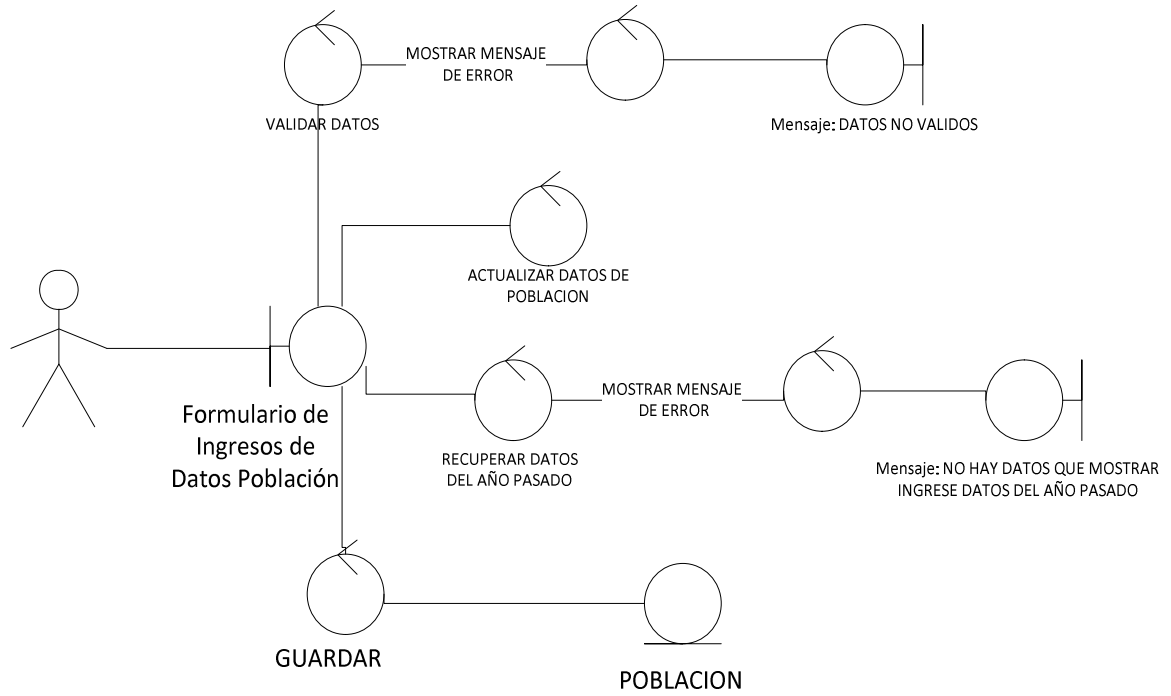 MOSTRAR MENSAJE
DE ERROR
VALIDAR DATOS
Mensaje: DATOS NO VALIDOS
ACTUALIZAR DATOS DE
POBLACION
Formulario de
Ingresos de
Datos Población
MOSTRAR MENSAJE
DE ERROR
RECUPERAR DATOS
DEL AÑO PASADO
Mensaje: NO HAY DATOS QUE MOSTRAR
INGRESE DATOS DEL AÑO PASADO
GUARDAR
POBLACION